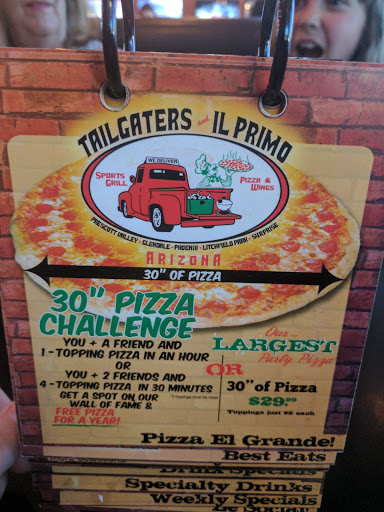 TAILGATERS and IL PRIMO
WE DELIVER
SPORTS GRILL
PIZZA & WINGS
PRESCOTT VALLEY - GLENDALE - PHOENIX - LITCHFIELD PARK - SURPRISE
ARIZONA
30" OF PIZZA
30" PIZZA CHALLENGE
YOU + A FRIEND AND
1 - TOPPING PIZZA IN AN HOUR
OR
YOU + 2 FRIENDS AND
4 - TOPPING PIZZA IN 30 MINUTES
GET A SPOT ON OUR
WALL OF FAME &
FREE PIZZA
FOR A YEAR!
OR
Our
LARGEST
Party Pizza
30" of Pizza
$29.99
Toppings just $5 each
Pizza El Grande!
Best Eats
Drink Specials
Specialty Drinks
Weekly Specials